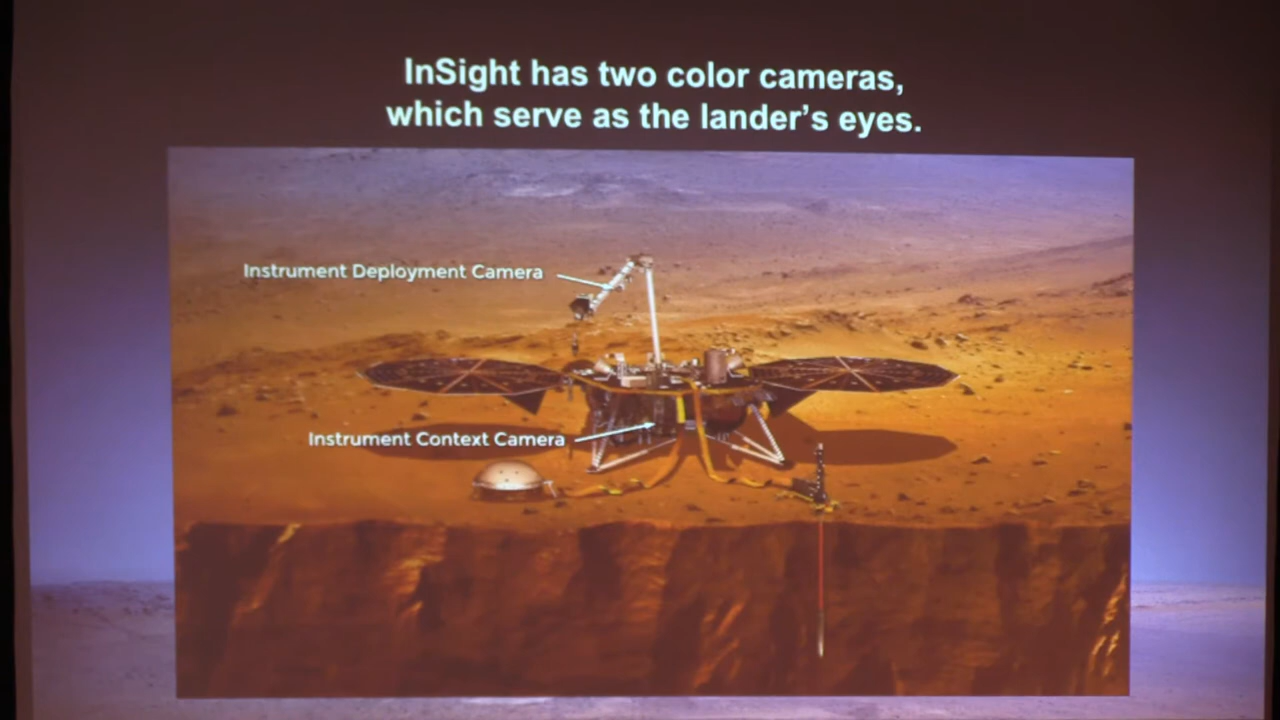 InSight has two color cameras,
which serve as the lander's eyes.
Instrument Deployment Camera
Instrument Context Camera